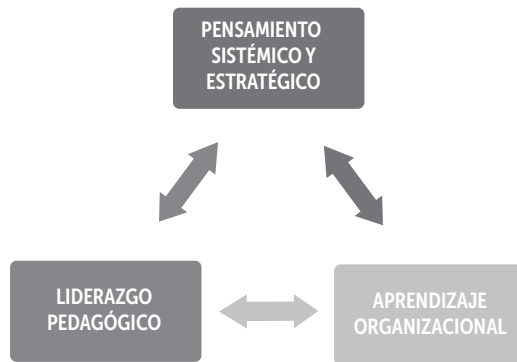 PENSAMIENTO
SISTÉMICO Y
ESTRATÉGICO
LIDERAZGO
PEDAGÓGICO
APRENDIZAJE
ORGANIZACIONAL